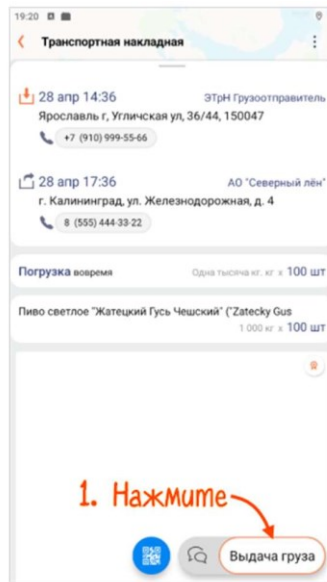 19:20
Транспортная накладная
28 апр 14:36 ЭТрН Грузоотправитель
Ярославль г, Угличская ул, 36/44, 150047
+7 (910) 999-55-66
28 апр 17:36 АО "Северный лён"
г. Калининград, ул. Железнодорожная, д. 4
8 (555) 444-33-22
Погрузка вовремя Одна тысяча кг. кг х 100 шт
Пиво светлое "Жатецкий Гусь Чешский" ("Zatecky Gus
1 000 кг х 100 шт
1. Нажмите
Выдача груза